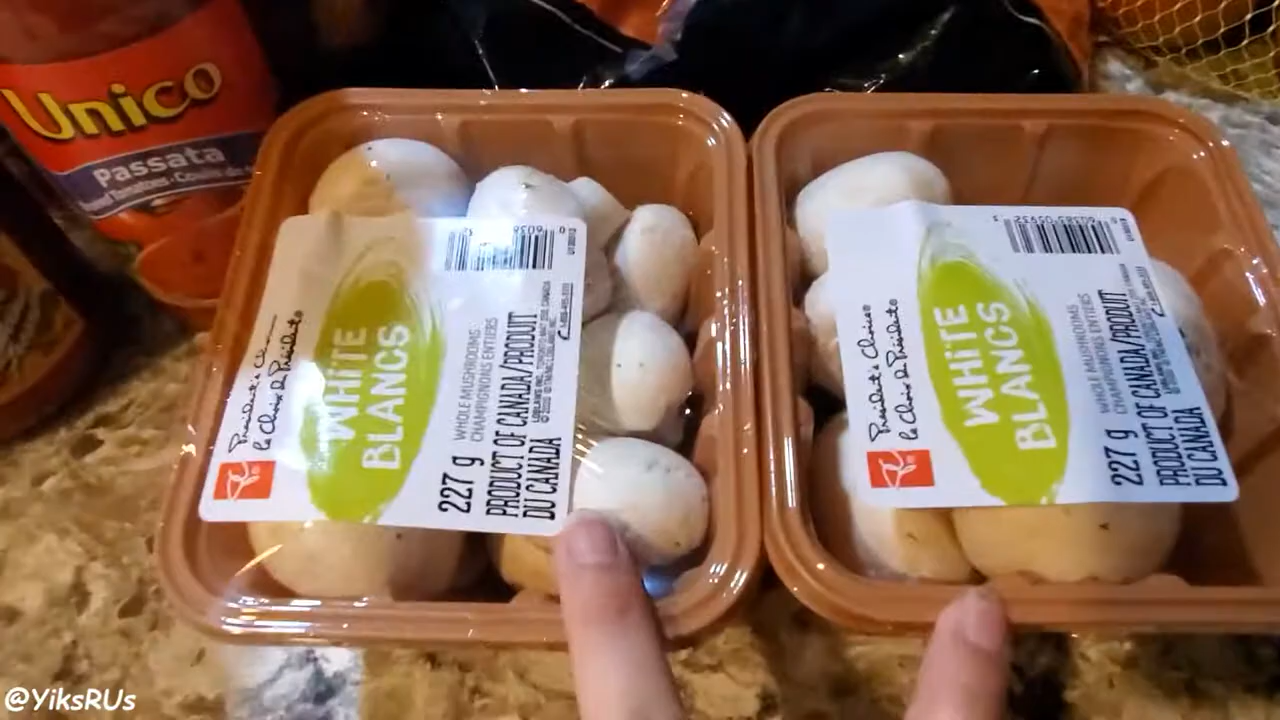 Unico
Passata
President's Choice
le Choix du Président
WHITE
BLANCS
WHOLE MUSHROOMS
CHAMPIGNONS ENTIERS
227 g
PRODUCT OF CANADA/PRODUIT
DU CANADA
President's Choice
le Choix du Président
WHITE
BLANCS
WHOLE MUSHROOMS
CHAMPIGNONS ENTIERS
227 g
PRODUCT OF CANADA/PRODUIT
DU CANADA
@YiksRUs